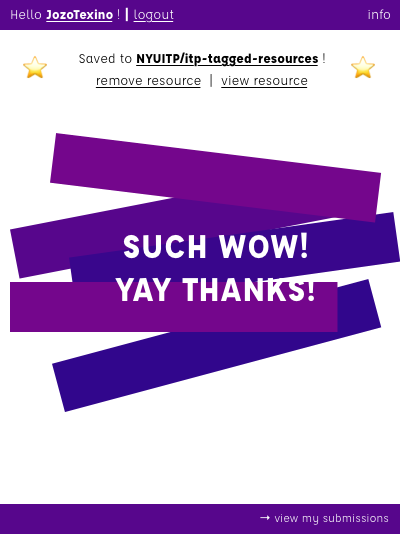 Hello JozoTexino ! | logout
info
Saved to NYUITP/itp-tagged-resources !
remove resource | view resource
SUCH WOW!
YAY THANKS!
→ view my submissions